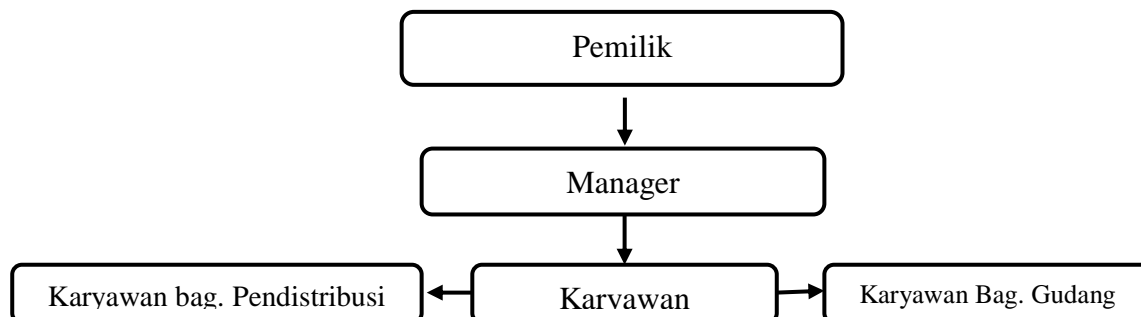 Pemilik
Manager
Karyawan bag. Pendistribusi
Karyawan
Karyawan Bag. Gudang